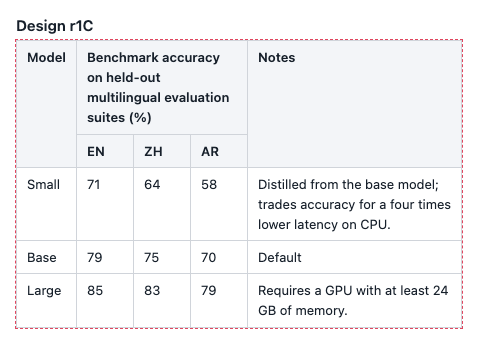 Design r1C
Model
Benchmark accuracy
on held-out
multilingual evaluation
suites (%)
Notes
EN ZH AR
Small 71 64 58 Distilled from the base model;
trades accuracy for a four times
lower latency on CPU.
Base 79 75 70 Default
Large 85 83 79 Requires a GPU with at least 24
GB of memory.